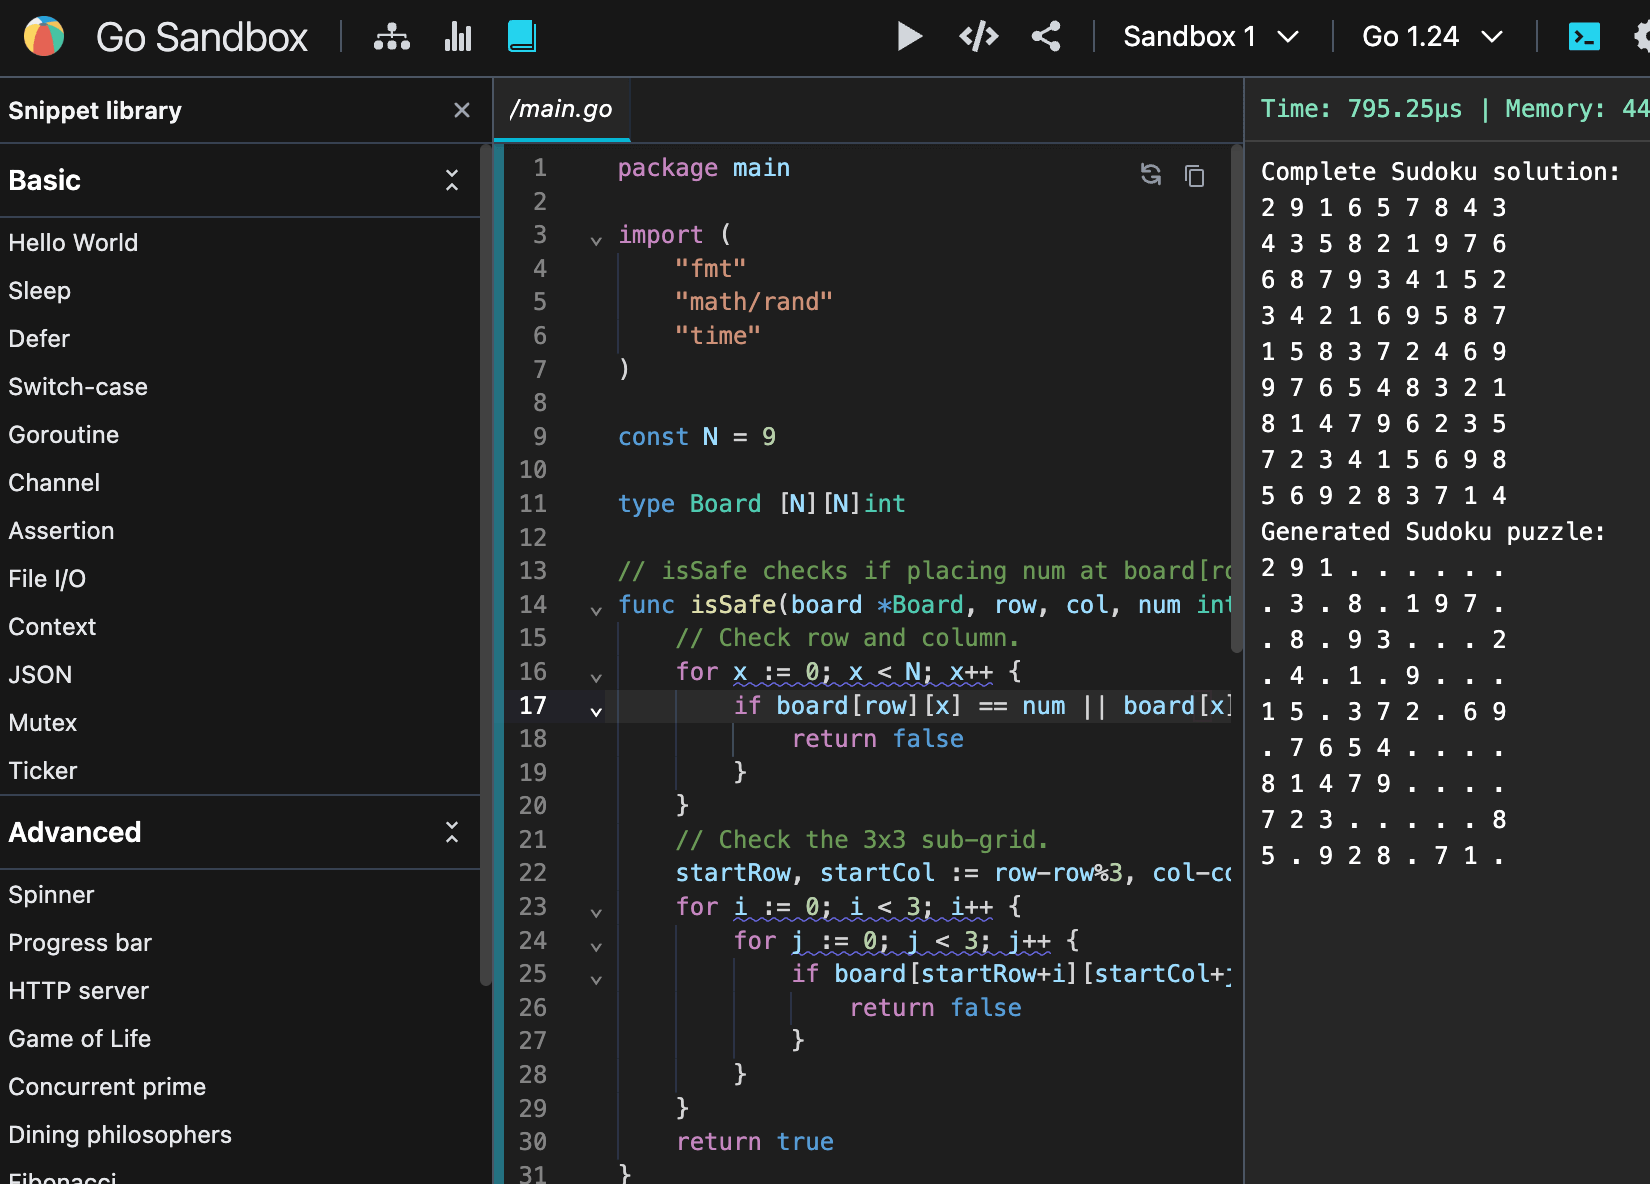 Go Sandbox
Sandbox 1
Go 1.24
Snippet library
Basic
Hello World
Sleep
Defer
Switch-case
Goroutine
Channel
Assertion
File I/O
Context
JSON
Mutex
Ticker
Advanced
Spinner
Progress bar
HTTP server
Game of Life
Concurrent prime
Dining philosophers
Fibonacci
/main.go
1 package main
2
3 import (
4 "fmt"
5 "math/rand"
6 "time"
7 )
8
9 const N = 9
10
11 type Board [N][N]int
12
13 // isSafe checks if placing num at board[ro
14 func isSafe(board *Board, row, col, num int
15 // Check row and column.
16 for x := 0; x < N; x++ {
17 if board[row][x] == num || board[x]
18 return false
19 }
20 }
21 // Check the 3x3 sub-grid.
22 startRow, startCol := row-row%3, col-co
23 for i := 0; i < 3; i++ {
24 for j := 0; j < 3; j++ {
25 if board[startRow+i][startCol+j
26 return false
27 }
28 }
29 }
30 return true
31 }
Time: 795.25µs | Memory: 44
Complete Sudoku solution:
2 9 1 6 5 7 8 4 3
4 3 5 8 2 1 9 7 6
6 8 7 9 3 4 1 5 2
3 4 2 1 6 9 5 8 7
1 5 8 3 7 2 4 6 9
9 7 6 5 4 8 3 2 1
8 1 4 7 9 6 2 3 5
7 2 3 4 1 5 6 9 8
5 6 9 2 8 3 7 1 4
Generated Sudoku puzzle:
2 9 1 . . . . . .
. 3 . 8 . 1 9 7 .
. 8 . 9 3 . . . 2
. 4 . 1 . 9 . . .
1 5 . 3 7 2 . 6 9
. 7 6 5 4 . . . .
8 1 4 7 9 . . . .
7 2 3 . . . . . 8
5 . 9 2 8 . 7 1 .